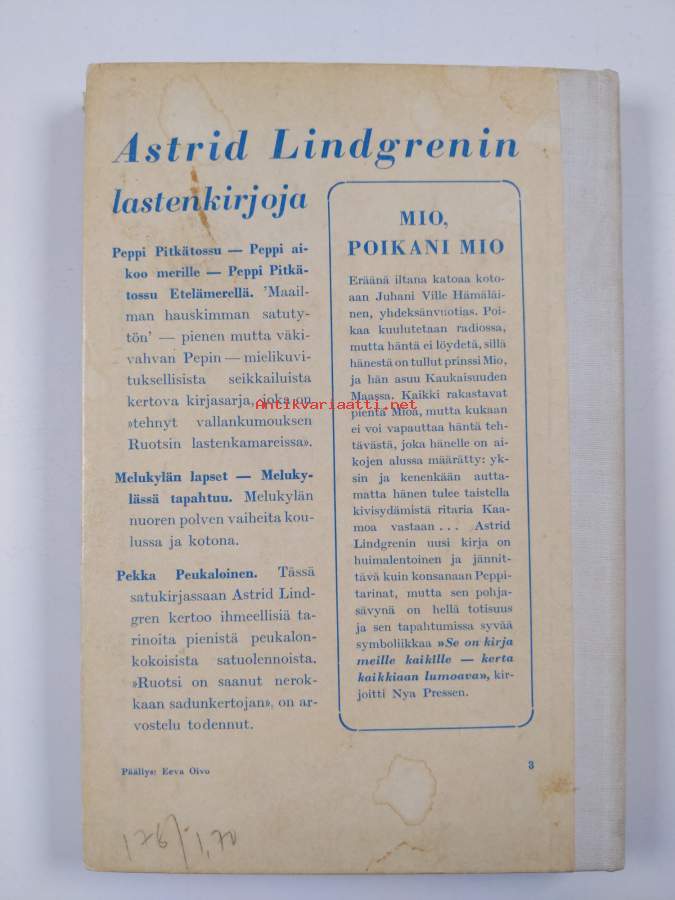 Astrid Lindgrenin
lastenkirjoja
Peppi Pitkätossu — Peppi ai-
koo merille — Peppi Pitkä-
tossu Etelämerellä. 'Maail-
man hauskimman satuty-
tön' — pienen mutta väki-
vahvan Pepin — mielikuvi-
tuksellisista seikkailuista
kertova kirjasarja, joka on
»tehnyt vallankumouksen
Ruotsin lastenkamareissa».
Melukylän lapset — Meluky-
lässä tapahtuu. Melukylän
nuoren polven vaiheita kou-
lussa ja kotona.
Pekka Peukaloinen. Tässä
satukirjassaan Astrid Lind-
gren kertoo ihmeellisiä ta-
rinoita pienistä peukalon-
kokoisista satuolennoista.
»Ruotsi on saanut nerok-
kaan sadunkertojan», on ar-
vostelu todennut.
MIO,
POIKANI MIO
Eräänä iltana katoaa koto-
aan Juhani Ville Hämäläi-
nen, yhdeksänvuotias. Poi-
kaa kuulutetaan radiossa,
mutta häntä ei löydetä, sillä
hänestä on tullut prinssi Mio,
ja hän asuu Kaukaisuuden
Maassa. Kaikki rakastavat
pientä Mioa, mutta kukaan
ei voi vapauttaa häntä teh-
tävästä, joka hänelle on ai-
kojen alussa määrätty: yk-
sin ja kenenkään autta-
matta hänen tulee taistella
kivisydämistä ritaria Kaa-
moa vastaan . . . Astrid
Lindgrenin uusi kirja on
huimalentoinen ja jännit-
tävä kuin konsanaan Peppi-
tarinat, mutta sen pohja-
sävynä on hellä totisuus
ja sen tapahtumissa syvää
symboliikkaa »Se on kirja
meille kaikille — kerta
kaikkiaan lumoava», kir-
joitti Nya Pressen.
Antikvariaatti.net
Päällys: Eeva Oivo
3
176/- 1,70